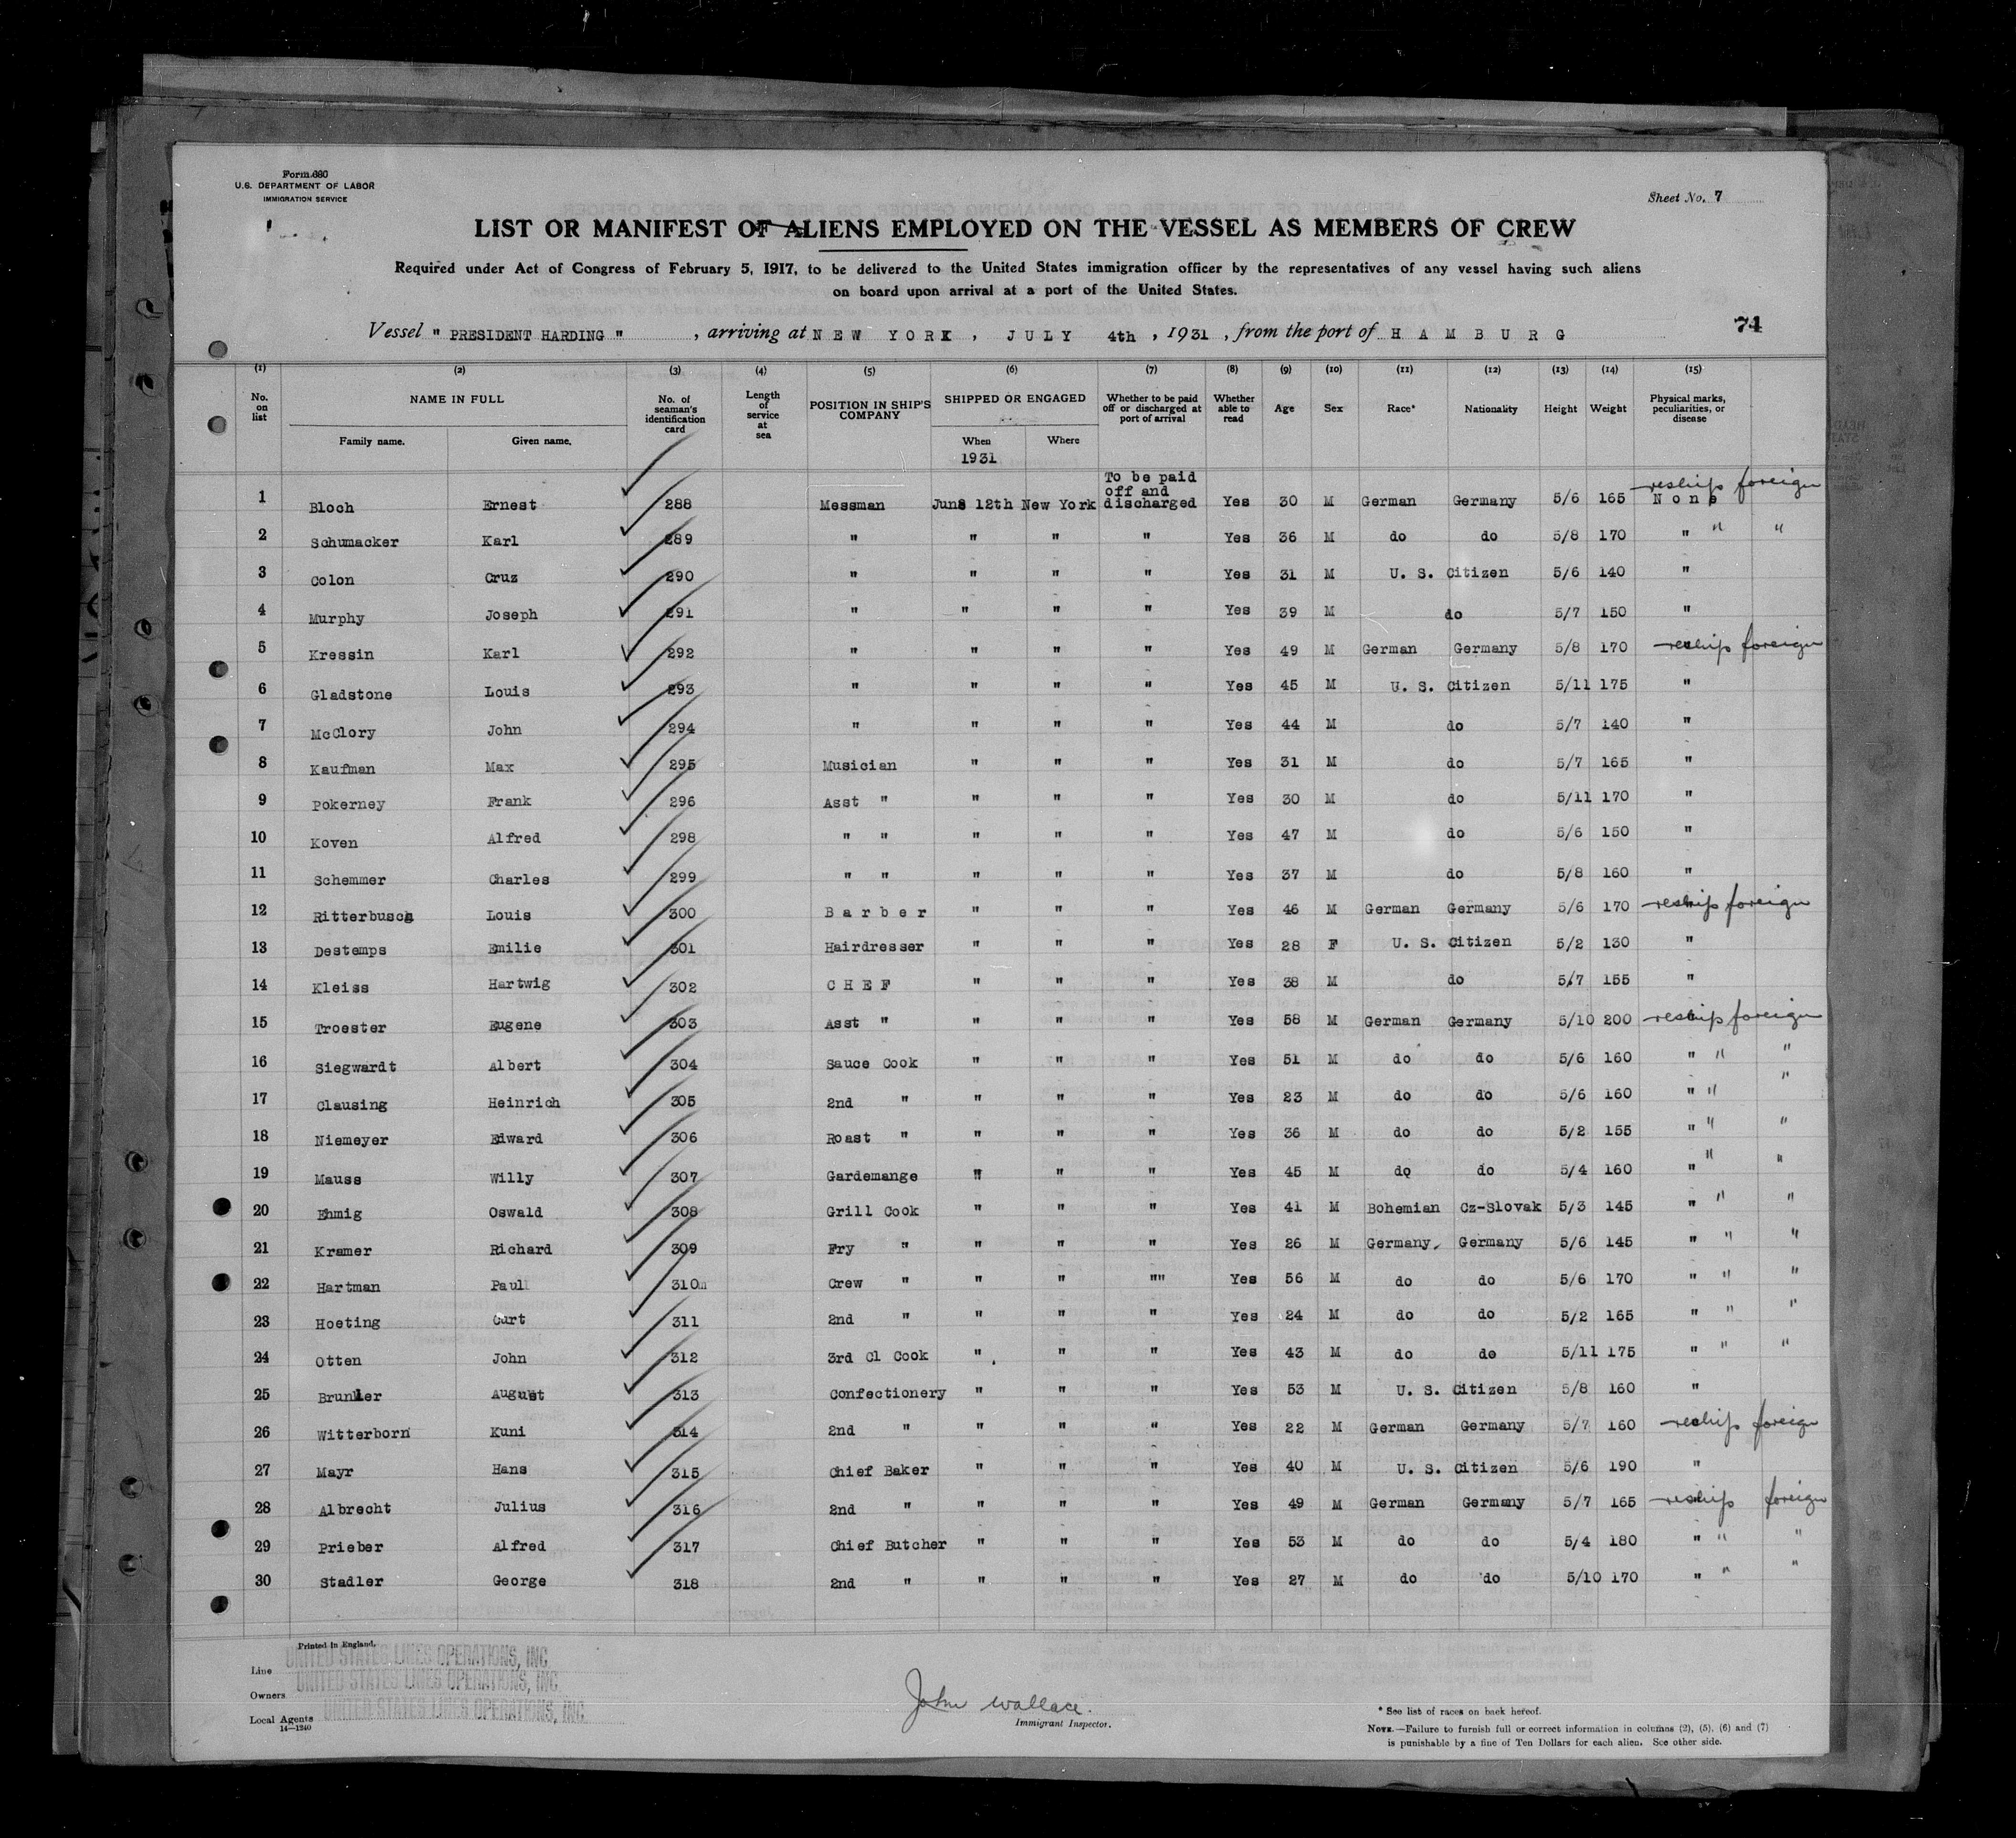 Form 680
U.S. DEPARTMENT OF LABOR
IMMIGRATION SERVICE
Sheet No. 7
LIST OR MANIFEST OF ALIENS EMPLOYED ON THE VESSEL AS MEMBERS OF CREW
Required under Act of Congress of February 5, 1917, to be delivered to the United States immigration officer by the representatives of any vessel having such aliens
on board upon arrival at a port of the United States.
74
Vessel " PRESIDENT HARDING " , arriving at NEW YORK , JULY 4th , 1931 , from the port of HAMBURG
(1) (2) (3) (4) (5) (6) (7) (8) (9) (10) (11) (12) (13) (14) (15)
No. on list NAME IN FULL Family name. Given name. No. of seaman's identification card Length of service at sea POSITION IN SHIP'S COMPANY SHIPPED OR ENGAGED When 1931 Where Whether to be paid off or discharged at port of arrival Whether able to read Age Sex Race* Nationality Height Weight Physical marks, peculiarities, or disease
1 Bloch Ernest 288 Messman June 12th New York To be paid off and discharged Yes 30 M German Germany 5/6 165 None reship foreign
2 Schumacker Karl 289 " " " " Yes 36 M do do 5/8 170 " " "
3 Colon Cruz 290 " " " " Yes 31 M U. S. Citizen 5/6 140 "
4 Murphy Joseph 291 " " " " Yes 39 M do 5/7 150 "
5 Kressin Karl 292 " " " " Yes 49 M German Germany 5/8 170 reship foreign
6 Gladstone Louis 293 " " " " Yes 45 M U. S. Citizen 5/11 175 "
7 McClory John 294 " " " " Yes 44 M do 5/7 140 "
8 Kaufman Max 295 Musician " " " Yes 31 M do 5/7 165 "
9 Pokerney Frank 296 Asst " " " " Yes 30 M do 5/11 170 "
10 Koven Alfred 298 " " " " " Yes 47 M do 5/6 150 "
11 Schemmer Charles 299 " " " " " Yes 37 M do 5/8 160 "
12 Ritterbusch Louis 300 Barber " " " Yes 46 M German Germany 5/6 170 reship foreign
13 Destemps Emilie 301 Hairdresser " " " Yes 28 F U. S. Citizen 5/2 130 "
14 Kleiss Hartwig 302 CHEF " " " Yes 38 M do 5/7 155 "
15 Troester Eugene 303 Asst " " " " Yes 58 M German Germany 5/10 200 reship foreign
16 Siegwardt Albert 304 Sauce Cook " " " Yes 51 M do do 5/6 160 " " "
17 Clausing Heinrich 305 2nd " " " " Yes 23 M do do 5/6 160 " " "
18 Niemeyer Edward 306 Roast " " " " Yes 36 M do do 5/2 155 " " "
19 Mauss Willy 307 Gardemange " " " Yes 45 M do do 5/4 160 " " "
20 Ehmig Oswald 308 Grill Cook " " " Yes 41 M Bohemian Cz-Slovak 5/3 145 " " "
21 Kramer Richard 309 Fry " " " " Yes 26 M Germany Germany 5/6 145 " " "
22 Hartman Paul 310 Crew " " " "" Yes 56 M do do 5/6 170 " " "
23 Hoeting Curt 311 2nd " " " " Yes 24 M do do 5/2 165 " " "
24 Otten John 312 3rd Cl Cook " " " Yes 43 M do do 5/11 175 " " "
25 Brunler August 313 Confectionery " " " Yes 53 M U. S. Citizen 5/8 160 "
26 Witterborn Kuni 314 2nd " " " " Yes 22 M German Germany 5/7 160 reship foreign
27 Mayr Hans 315 Chief Baker " " " Yes 40 M U. S. Citizen 5/6 190 "
28 Albrecht Julius 316 2nd " " " " Yes 49 M German Germany 5/7 165 reship foreign
29 Prieber Alfred 317 Chief Butcher " " " Yes 53 M do do 5/4 180 " " "
30 Stadler George 318 2nd " " " " Yes 27 M do do 5/10 170 " " "
Printed in England.
Line UNITED STATES LINES OPERATIONS, INC
Owners UNITED STATES LINES OPERATIONS, INC
Local Agents UNITED STATES LINES OPERATIONS, INC
14—1240
John Wallace.
Immigrant Inspector.
* See list of races on back hereof.
NOTE.—Failure to furnish full or correct information in columns (2), (5), (6) and (7)
is punishable by a fine of Ten Dollars for each alien. See other side.